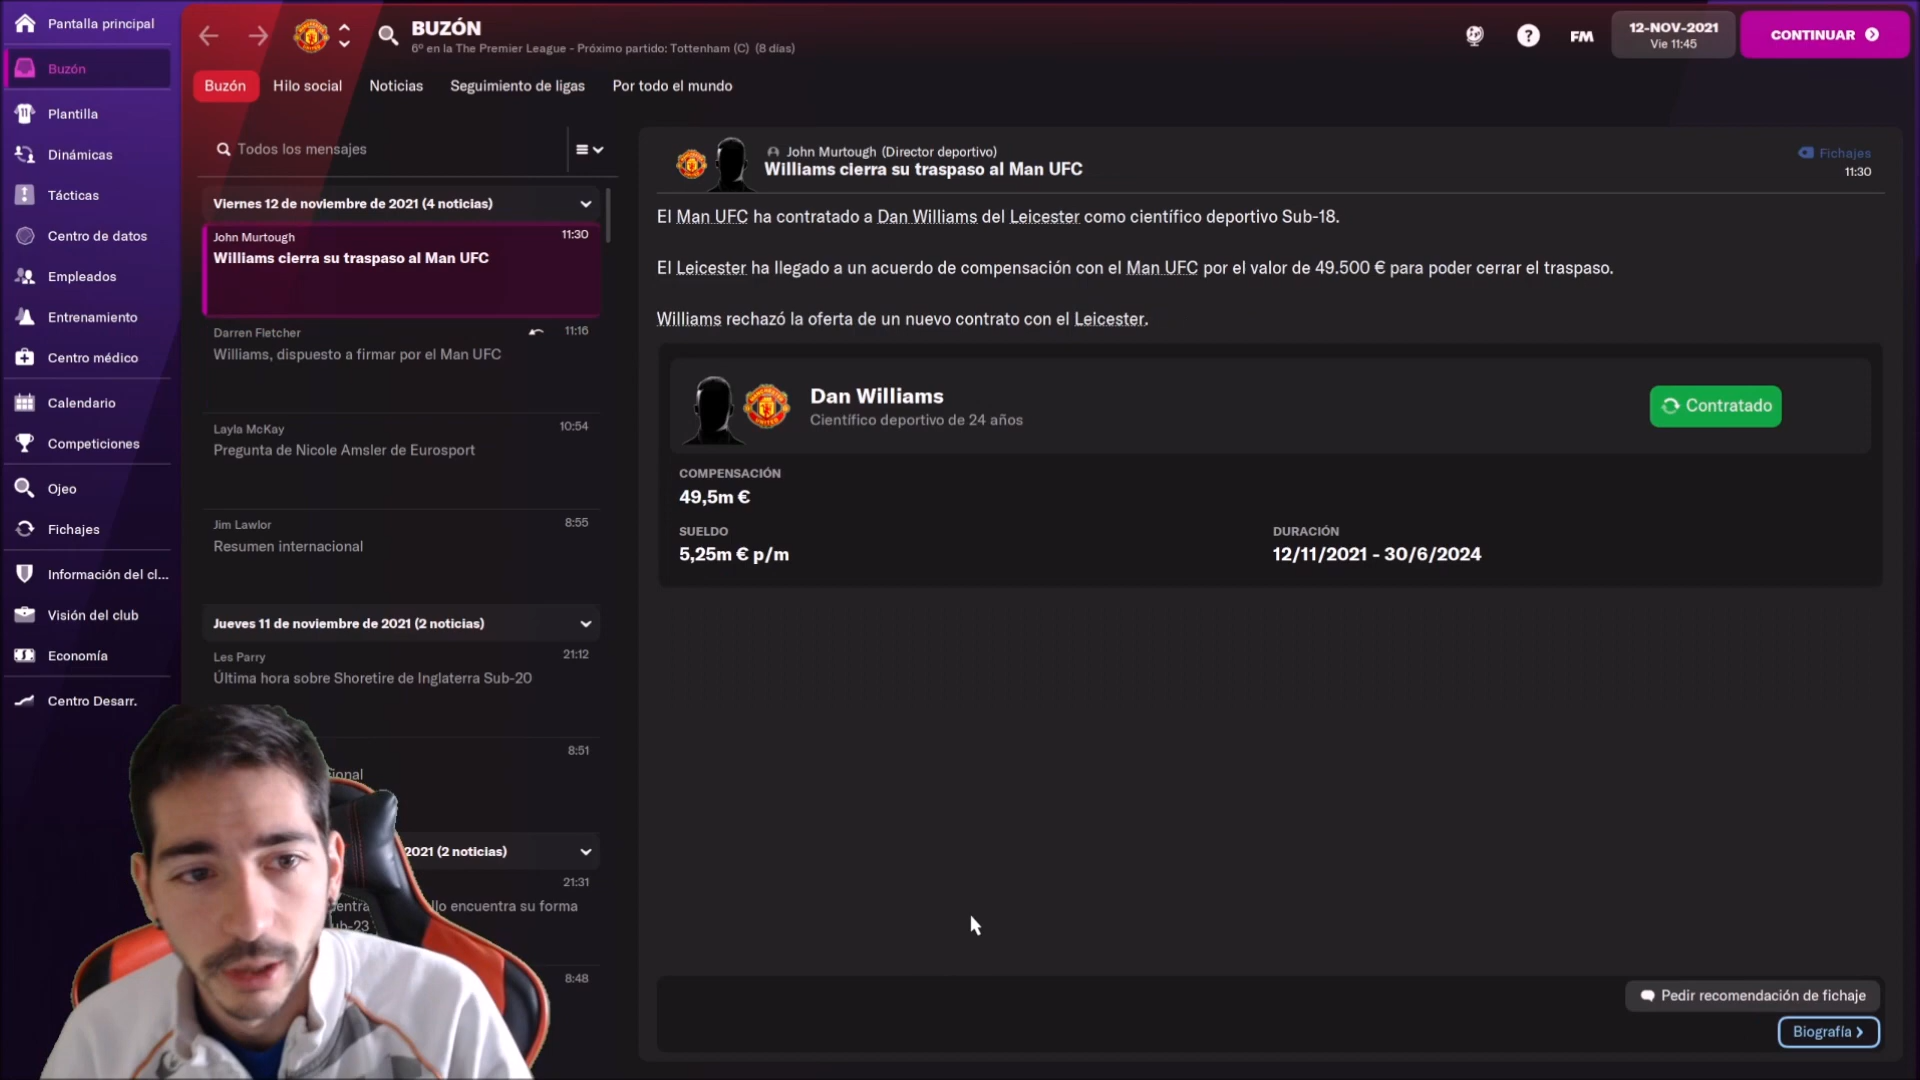 Pantalla principal
Buzón
Plantilla
Dinámicas
Tácticas
Centro de datos
Empleados
Entrenamiento
Centro médico
Calendario
Competiciones
Ojeo
Fichajes
Información del cl...
Visión del club
Economía
Centro Desarr.
BUZÓN
6º en la The Premier League - Próximo partido: Tottenham (C) (8 días)
FM
12-NOV-2021
Vie 11:45
CONTINUAR
Buzón
Hilo social
Noticias
Seguimiento de ligas
Por todo el mundo
Todos los mensajes
Viernes 12 de noviembre de 2021 (4 noticias)
John Murtough 11:30
Williams cierra su traspaso al Man UFC
Darren Fletcher 11:16
Williams, dispuesto a firmar por el Man UFC
Layla McKay 10:54
Pregunta de Nicole Amsler de Eurosport
Jim Lawlor 8:55
Resumen internacional
Jueves 11 de noviembre de 2021 (2 noticias)
Les Parry 21:12
Última hora sobre Shoretire de Inglaterra Sub-20
8:51
ional
2021 (2 noticias)
21:31
llo encuentra su forma
ub-23
8:48
John Murtough (Director deportivo)
Williams cierra su traspaso al Man UFC
Fichajes
11:30
El Man UFC ha contratado a Dan Williams del Leicester como científico deportivo Sub-18.
El Leicester ha llegado a un acuerdo de compensación con el Man UFC por el valor de 49.500 € para poder cerrar el traspaso.
Williams rechazó la oferta de un nuevo contrato con el Leicester.
Dan Williams
Científico deportivo de 24 años
Contratado
COMPENSACIÓN
49,5m €
SUELDO
5,25m € p/m
DURACIÓN
12/11/2021 - 30/6/2024
Pedir recomendación de fichaje
Biografía